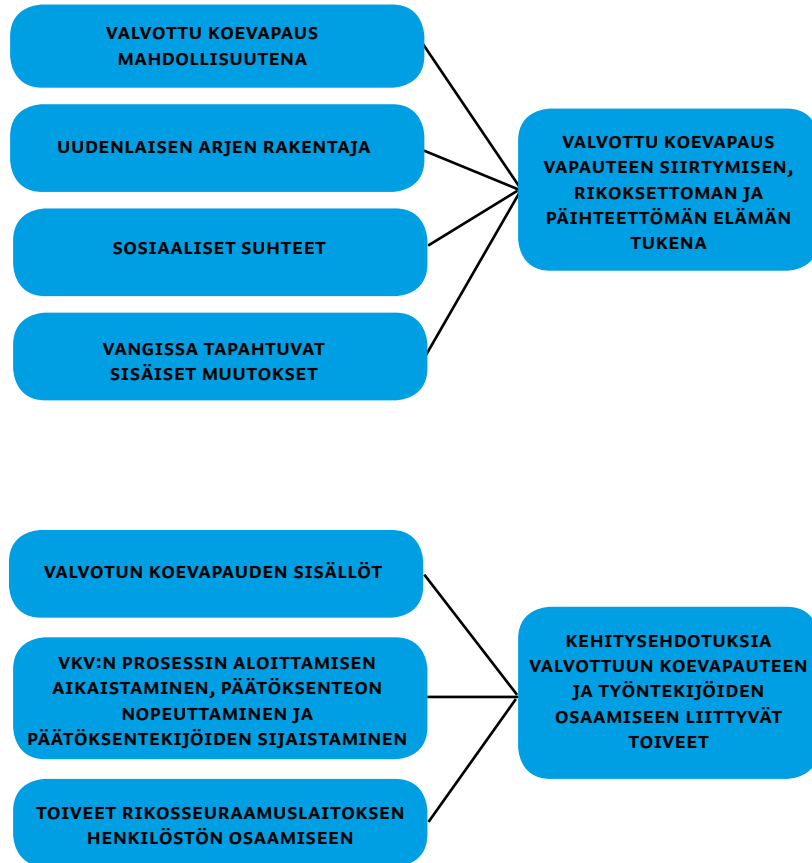 VALVOTTU KOEVAPAUS
MAHDOLLISUUTENA
UUDENLAISEN ARJEN RAKENTAJA
SOSIAALISET SUHTEET
VANGISSA TAPAHTUVAT
SISÄISET MUUTOKSET
VALVOTTU KOEVAPAUS
VAPAUTEEN SIIRTYMISEN,
RIKOKSETTOMAN JA
PÄIHTEETTÖMÄN ELÄMÄN
TUKENA
VALVOTUN KOEVAPAUDEN SISÄLLÖT
VKV:N PROSESSIN ALOITTAMISEN
AIKAISTAMINEN, PÄÄTÖKSENTEON
NOPEUTTAMINEN JA
PÄÄTÖKSENTEKIJÖIDEN SIJAISTAMINEN
TOIVEET RIKOSSEURAAMUSLAITOKSEN
HENKILÖSTÖN OSAAMISEEN
KEHITYSEHDOTUKSIA
VALVOTTUUN KOEVAPAUTEEN
JA TYÖNTEKIJÖIDEN
OSAAMISEEN LIITTYVÄT
TOIVEET